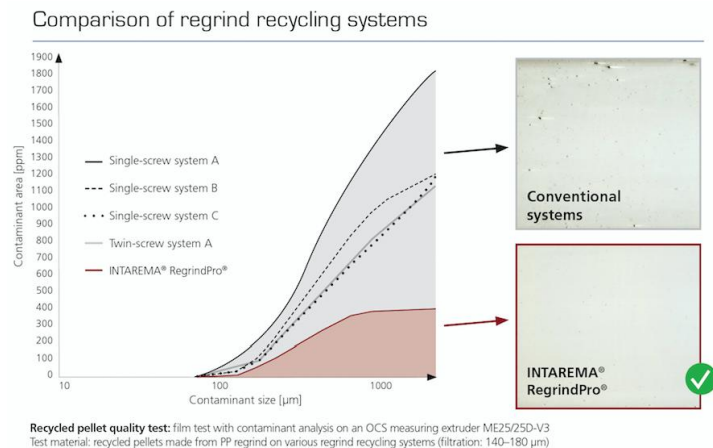 Comparison of regrind recycling systems
Contaminant area [ppm]
1900
1800
1700
1600
1500
1400
1300
1200
1100
1000
900
800
700
600
500
400
300
200
100
0
Single-screw system A
Single-screw system B
Single-screw system C
Twin-screw system A
INTAREMA® RegrindPro®
10
100
1000
Contaminant size [µm]
Conventional
systems
INTAREMA®
RegrindPro®
Recycled pellet quality test: film test with contaminant analysis on an OCS measuring extruder ME25/25D-V3
Test material: recycled pellets made from PP regrind on various regrind recycling systems (filtration: 140–180 µm)